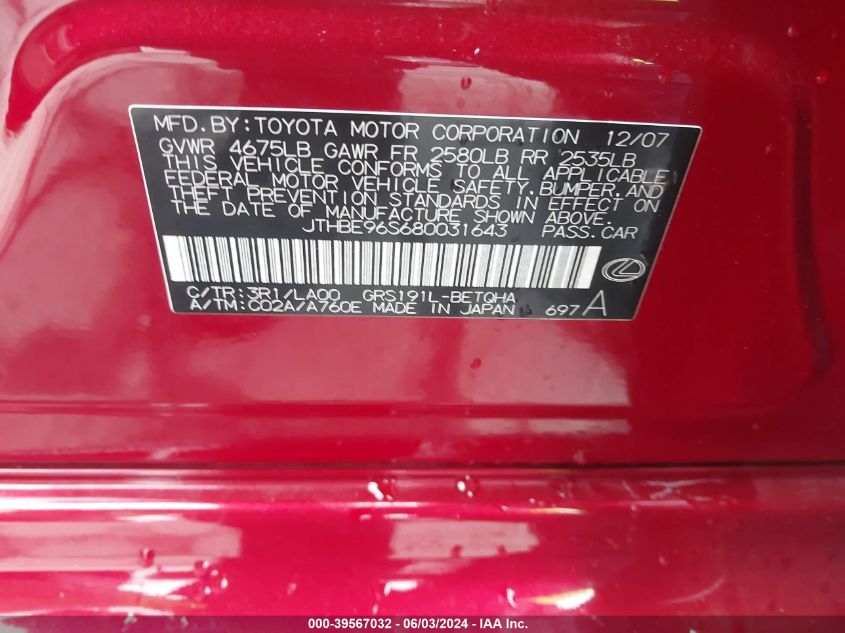 MFD.BY:TOYOTA MOTOR CORPORATION 12/07
GVWR 4675LB GAWR FR 2580LB RR 2535LB
THIS VEHICLE CONFORMS TO ALL APPLICABLE
FEDERAL MOTOR VEHICLE SAFETY.BUMPER.AND
THEFT PREVENTION STANDARDS IN EFFECT ON
THE DATE OF MANUFACTURE SHOWN ABOVE.
JTHBE96S680031643 PASS.CAR
C/TR:3R1/LA00 GRS191L-BETQHA
A/TM:C02A/A760E MADE IN JAPAN 697A
000-39567032 - 06/03/2024 - IAA Inc.